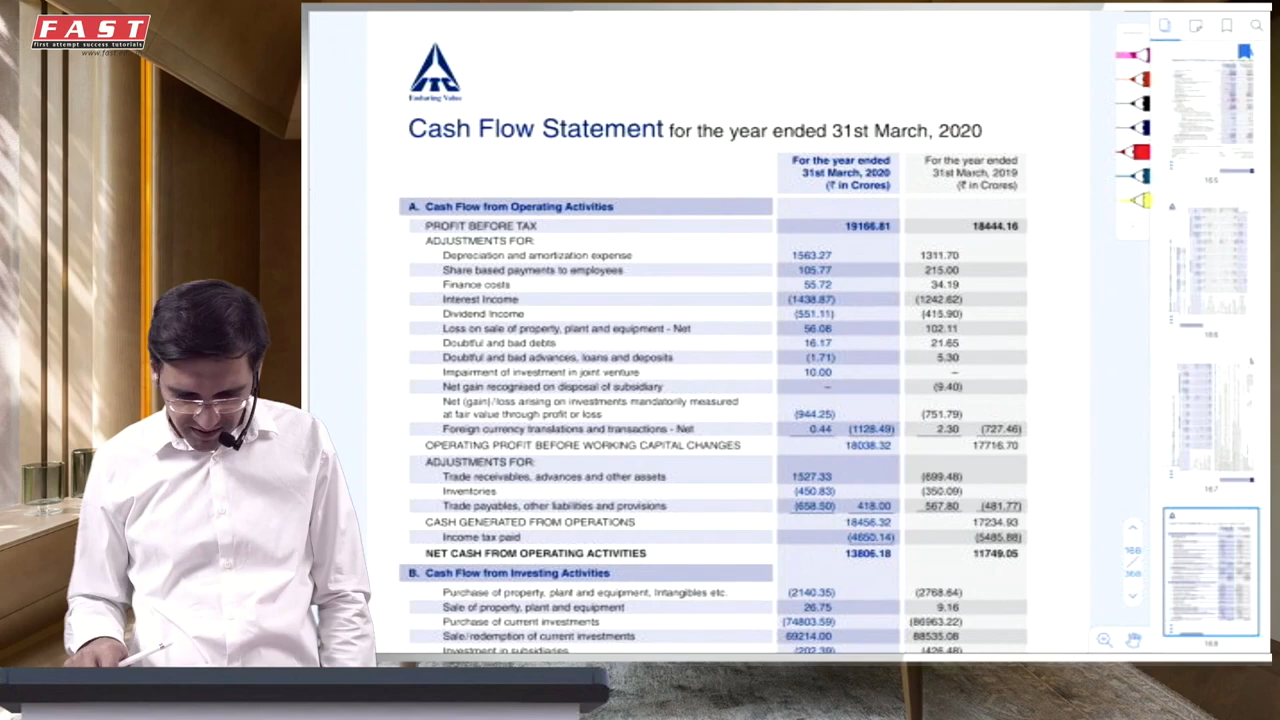 FAST
first attempt success tutorials
ITC
Enduring Value
Cash Flow Statement for the year ended 31st March, 2020
For the year ended 31st March, 2020 (₹ in Crores)
For the year ended 31st March, 2019 (₹ in Crores)
A. Cash Flow from Operating Activities
PROFIT BEFORE TAX 19166.81 18444.16
ADJUSTMENTS FOR:
Depreciation and amortization expense 1563.27 1311.70
Share based payments to employees 105.77 215.00
Finance costs 55.72 34.19
Interest Income (1438.87) (1242.62)
Dividend Income (551.11) (415.90)
Loss on sale of property, plant and equipment - Net 56.08 102.11
Doubtful and bad debts 16.17 21.65
Doubtful and bad advances, loans and deposits (1.71) 5.30
Impairment of investment in joint venture 10.00 –
Net gain recognised on disposal of subsidiary – (9.40)
Net (gain)/loss arising on investments mandatorily measured
at fair value through profit or loss (944.25) (751.79)
Foreign currency translations and transactions - Net 0.44 (1128.49) 2.30 (727.46)
OPERATING PROFIT BEFORE WORKING CAPITAL CHANGES 18038.32 17716.70
ADJUSTMENTS FOR:
Trade receivables, advances and other assets 1527.33 (699.48)
Inventories (450.83) (350.09)
Trade payables, other liabilities and provisions (658.50) 418.00 567.80 (481.77)
CASH GENERATED FROM OPERATIONS 18456.32 17234.93
Income tax paid (4650.14) (5485.88)
NET CASH FROM OPERATING ACTIVITIES 13806.18 11749.05
B. Cash Flow from Investing Activities
Purchase of property, plant and equipment, Intangibles etc. (2140.35) (2768.64)
Sale of property, plant and equipment 26.75 9.16
Purchase of current investments (74803.59) (86963.22)
Sale/redemption of current investments 69214.00 88535.08
Investment in subsidiaries (202.39) (426.48)
165
166
167
168
168
/
368